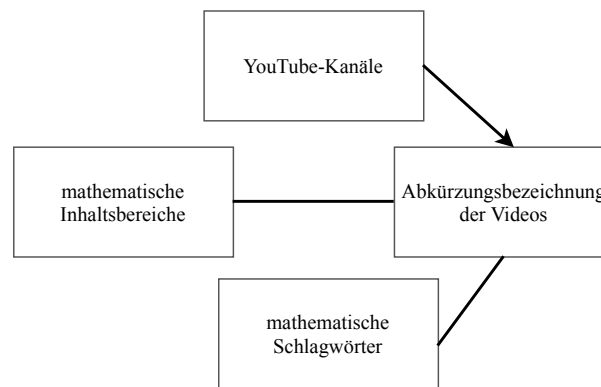 YouTube-Kanäle
mathematische
Inhaltsbereiche
Abkürzungsbezeichnung
der Videos
mathematische
Schlagwörter